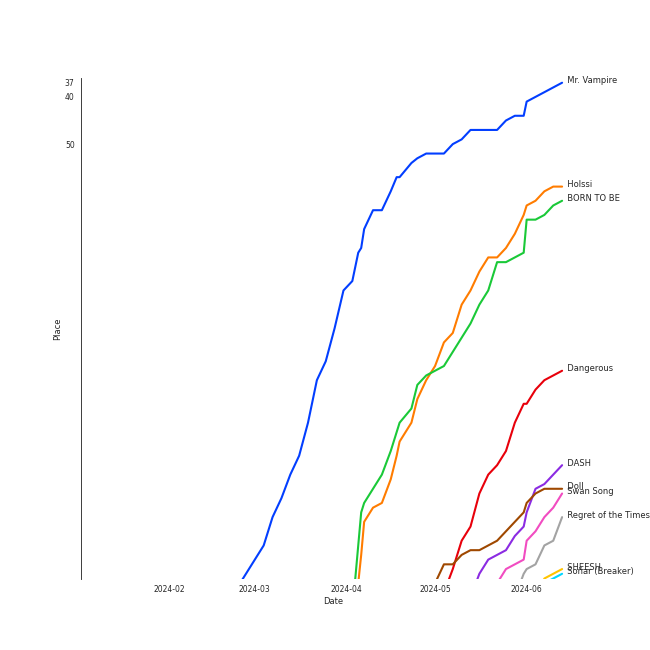 37
40
50
Place
Mr. Vampire
Holssi
BORN TO BE
Dangerous
DASH
Doll
Swan Song
Regret of the Times
SHEESH
Sonar (Breaker)
2024-02
2024-03
2024-04
2024-05
2024-06
Date